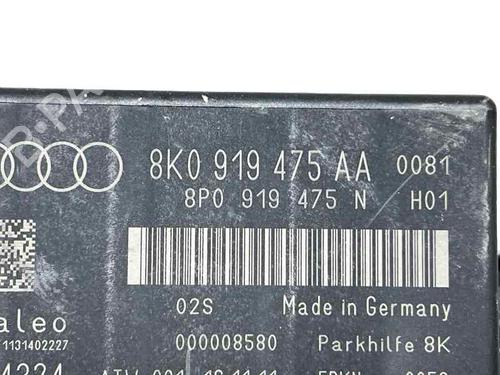 8K0 919 475 AA 0081
8P0 919 475 N H01
02S Made in Germany
aleo
1131402227
000008580 Parkhilfe 8K